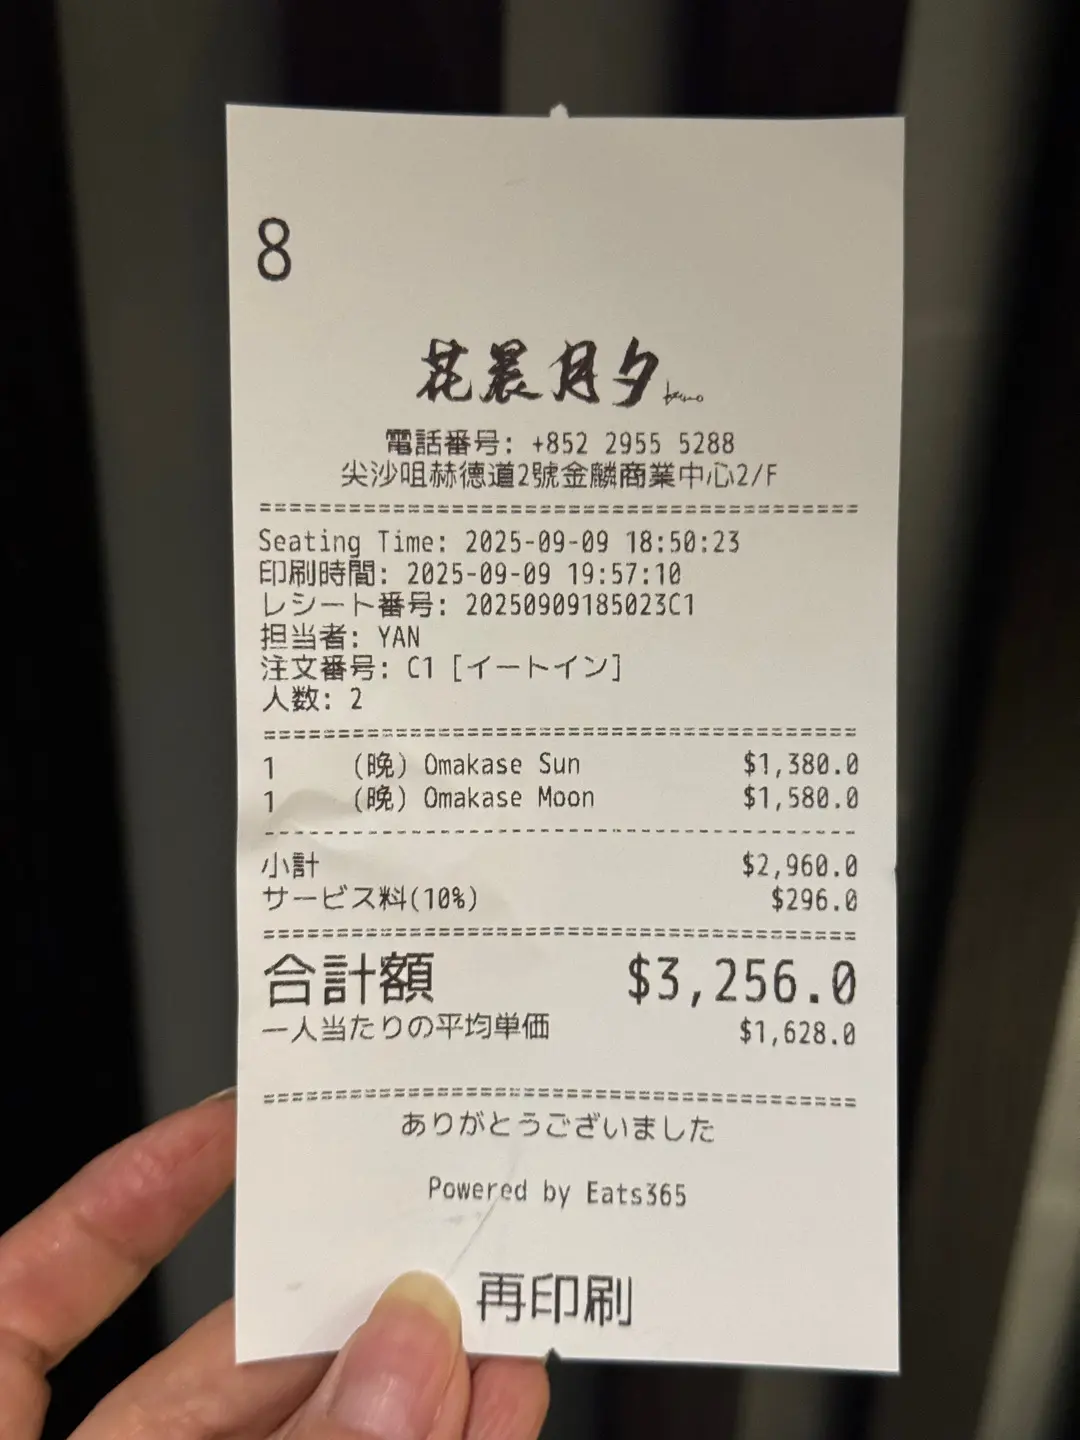 8
花晨月夕
電話番号: +852 2955 5288
尖沙咀赫德道2號金麟商業中心2/F
Seating Time: 2025-09-09 18:50:23
印刷時間: 2025-09-09 19:57:10
レシート番号: 20250909185023C1
担当者: YAN
注文番号: C1 [イートイン]
人数: 2
1 (晩) Omakase Sun $1,380.0
1 (晩) Omakase Moon $1,580.0
小計 $2,960.0
サービス料(10%) $296.0
合計額 $3,256.0
一人当たりの平均単価 $1,628.0
ありがとうございました
Powered by Eats365
再印刷